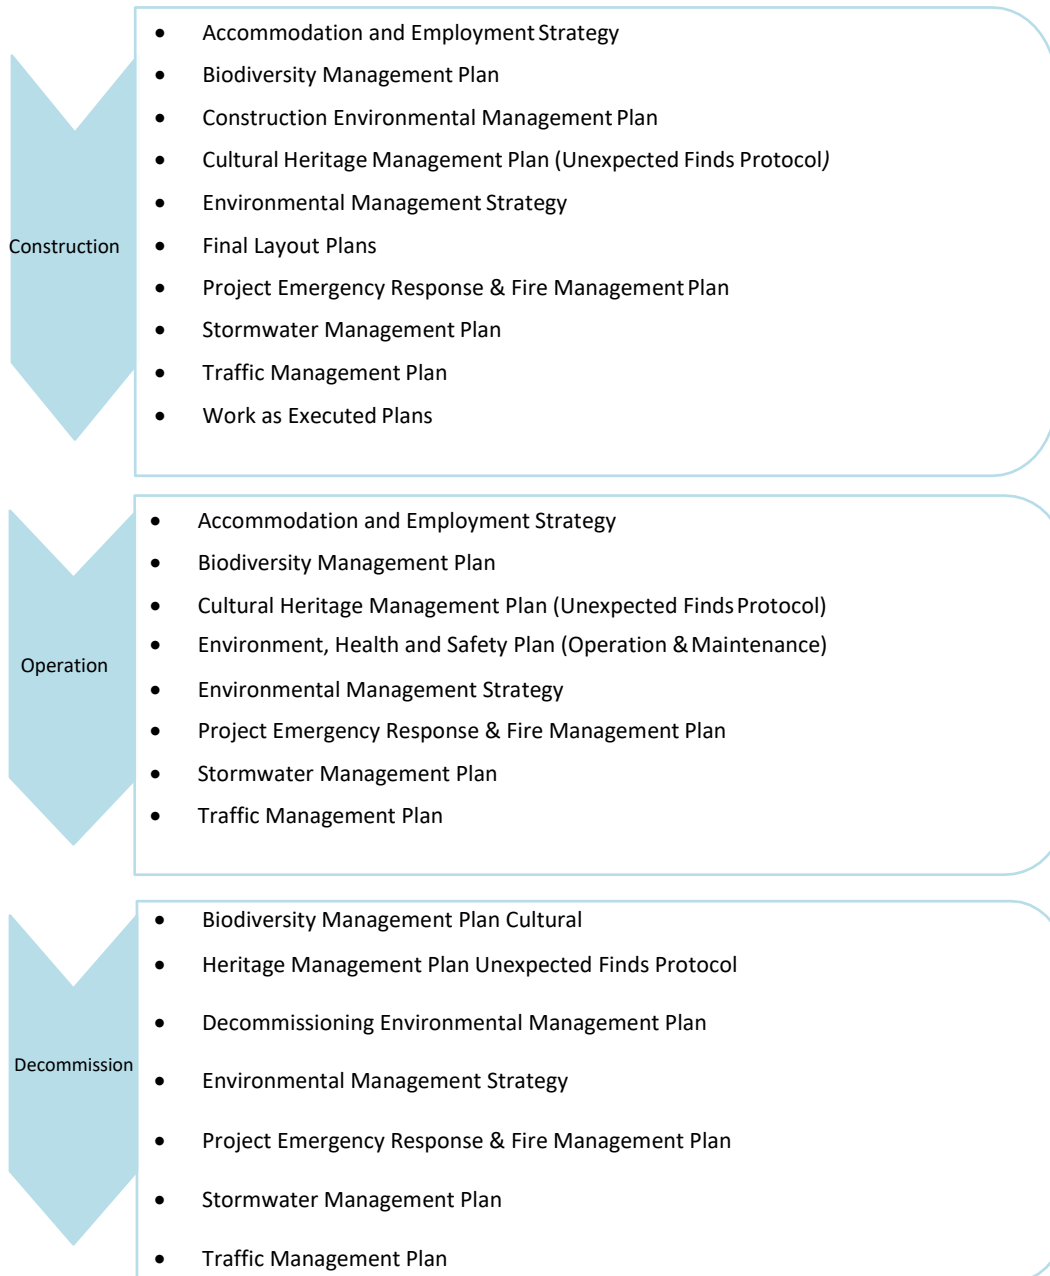 • Accommodation and Employment Strategy
• Biodiversity Management Plan
• Construction Environmental Management Plan
• Cultural Heritage Management Plan (Unexpected Finds Protocol)
• Environmental Management Strategy
Construction
• Final Layout Plans
• Project Emergency Response & Fire Management Plan
• Stormwater Management Plan
• Traffic Management Plan
• Work as Executed Plans
• Accommodation and Employment Strategy
• Biodiversity Management Plan
• Cultural Heritage Management Plan (Unexpected Finds Protocol)
• Environment, Health and Safety Plan (Operation & Maintenance)
Operation
• Environmental Management Strategy
• Project Emergency Response & Fire Management Plan
• Stormwater Management Plan
• Traffic Management Plan
• Biodiversity Management Plan Cultural
• Heritage Management Plan Unexpected Finds Protocol
• Decommissioning Environmental Management Plan
Decommission
• Environmental Management Strategy
• Project Emergency Response & Fire Management Plan
• Stormwater Management Plan
• Traffic Management Plan